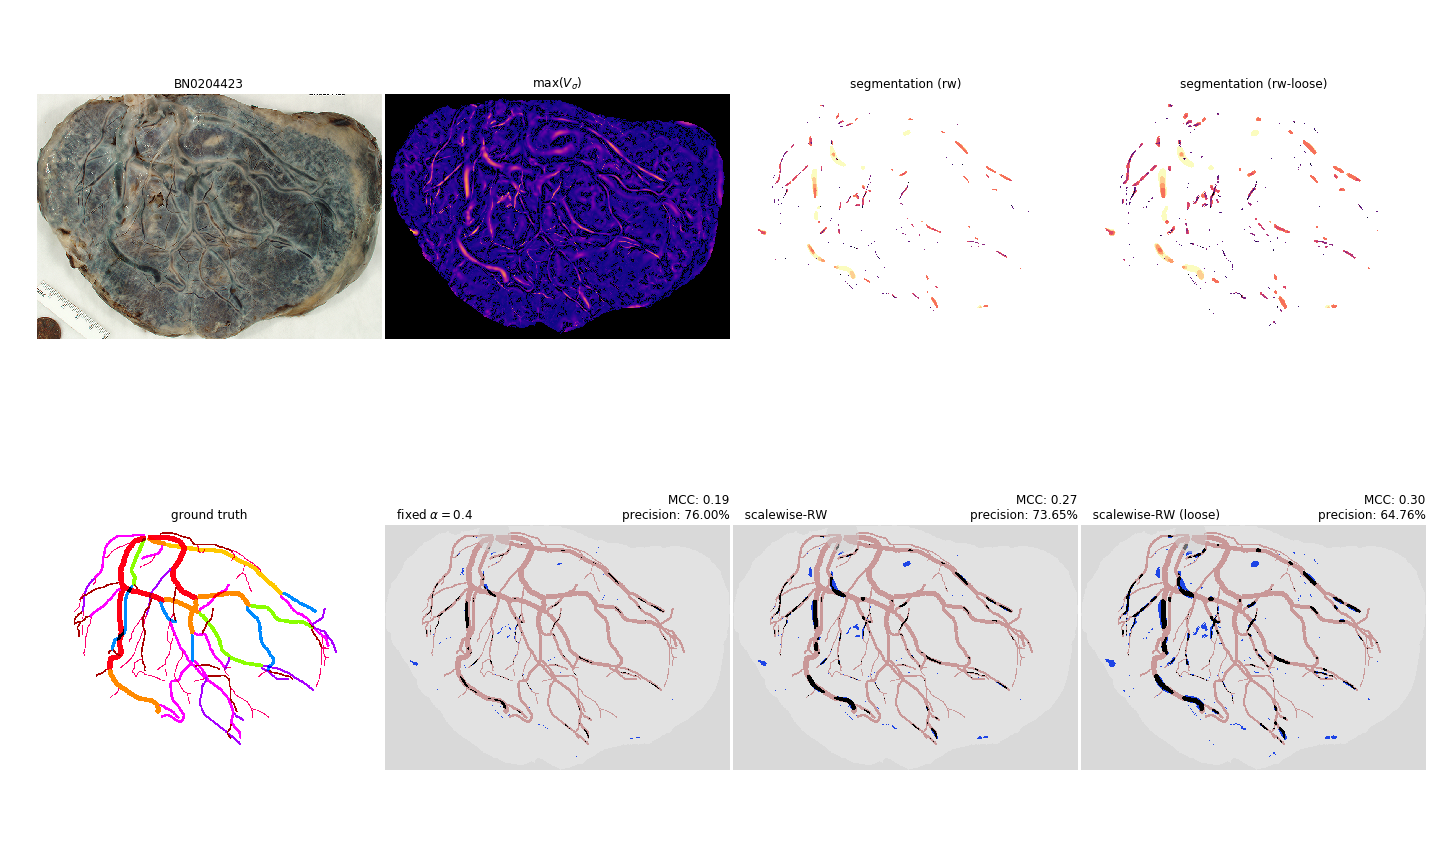 BN0204423
max(V_σ)
segmentation (rw)
segmentation (rw-loose)
ground truth
fixed α = 0.4
MCC: 0.19
precision: 76.00%
scalewise-RW
MCC: 0.27
precision: 73.65%
scalewise-RW (loose)
MCC: 0.30
precision: 64.76%